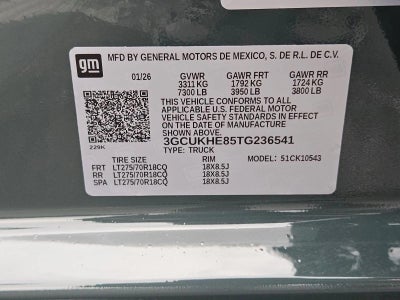 gm
MFD BY GENERAL MOTORS DE MEXICO, S. DE R.L. DE C.V.
01/26 GVWR GAWR FRT GAWR RR
3311 KG 1792 KG 1724 KG
7300 LB 3950 LB 3800 LB
THIS VEHICLE CONFORMS TO ALL APPLICABLE U.S.
FEDERAL MOTOR VEHICLE SAFETY STANDARDS IN EFFECT
ON THE DATE OF MANUFACTURE SHOWN ABOVE.
3GCUKHE85TG236541
TYPE: TRUCK
229K
TIRE SIZE RIM MODEL: 51CK10543
FRT LT275/70R18CQ 18X8.5J
RR LT275/70R18CQ 18X8.5J
SPA LT275/70R18CQ 18X8.5J